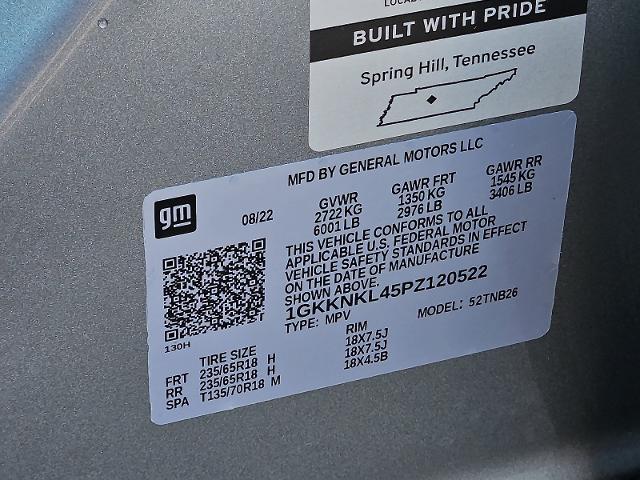 BUILT WITH PRIDE
Spring Hill, Tennessee
MFD BY GENERAL MOTORS LLC
gm
08/22
GVWR GAWR FRT GAWR RR
2722 KG 1350 KG 1545 KG
6001 LB 2976 LB 3406 LB
THIS VEHICLE CONFORMS TO ALL
APPLICABLE U.S. FEDERAL MOTOR
VEHICLE SAFETY STANDARDS IN EFFECT
ON THE DATE OF MANUFACTURE
SHOWN ABOVE.
1GKKNKL45PZ120522
TYPE: MPV MODEL: 52TNB26
130H
TIRE SIZE RIM
FRT 235/65R18 H 18X7.5J
RR 235/65R18 H 18X7.5J
SPA T135/70R18 M 18X4.5B